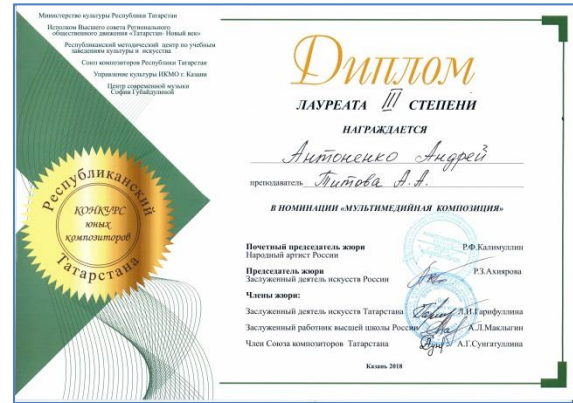 Министерство культуры Республики Татарстан
Исполком Высшего совета Регионального
общественного движения «Татарстан- Новый век»
Республиканский методический центр по учебным
заведениям культуры и искусства
Союз композиторов Республики Татарстан
Управление культуры ИКМО г. Казани
Центр современной музыки
Софии Губайдулиной
Республиканский
КОНКУРС
юных
композиторов
Татарстана
Диплом
ЛАУРЕАТА III СТЕПЕНИ
НАГРАЖДАЕТСЯ
Антоненко Андрей
преподаватель Титова А.А.
В НОМИНАЦИИ «МУЛЬТИМЕДИЙНАЯ КОМПОЗИЦИЯ»
Почетный председатель жюри Р.Ф.Калимуллин
Народный артист России
Председатель жюри Р.З.Ахиярова
Заслуженный деятель искусств России
Члены жюри:
Заслуженный деятель искусств Татарстана Л.И.Гарифуллина
Заслуженный работник высшей школы России А.Л.Маклыгин
Член Союза композиторов Татарстана А.Г.Сунгатуллина
Казань 2018